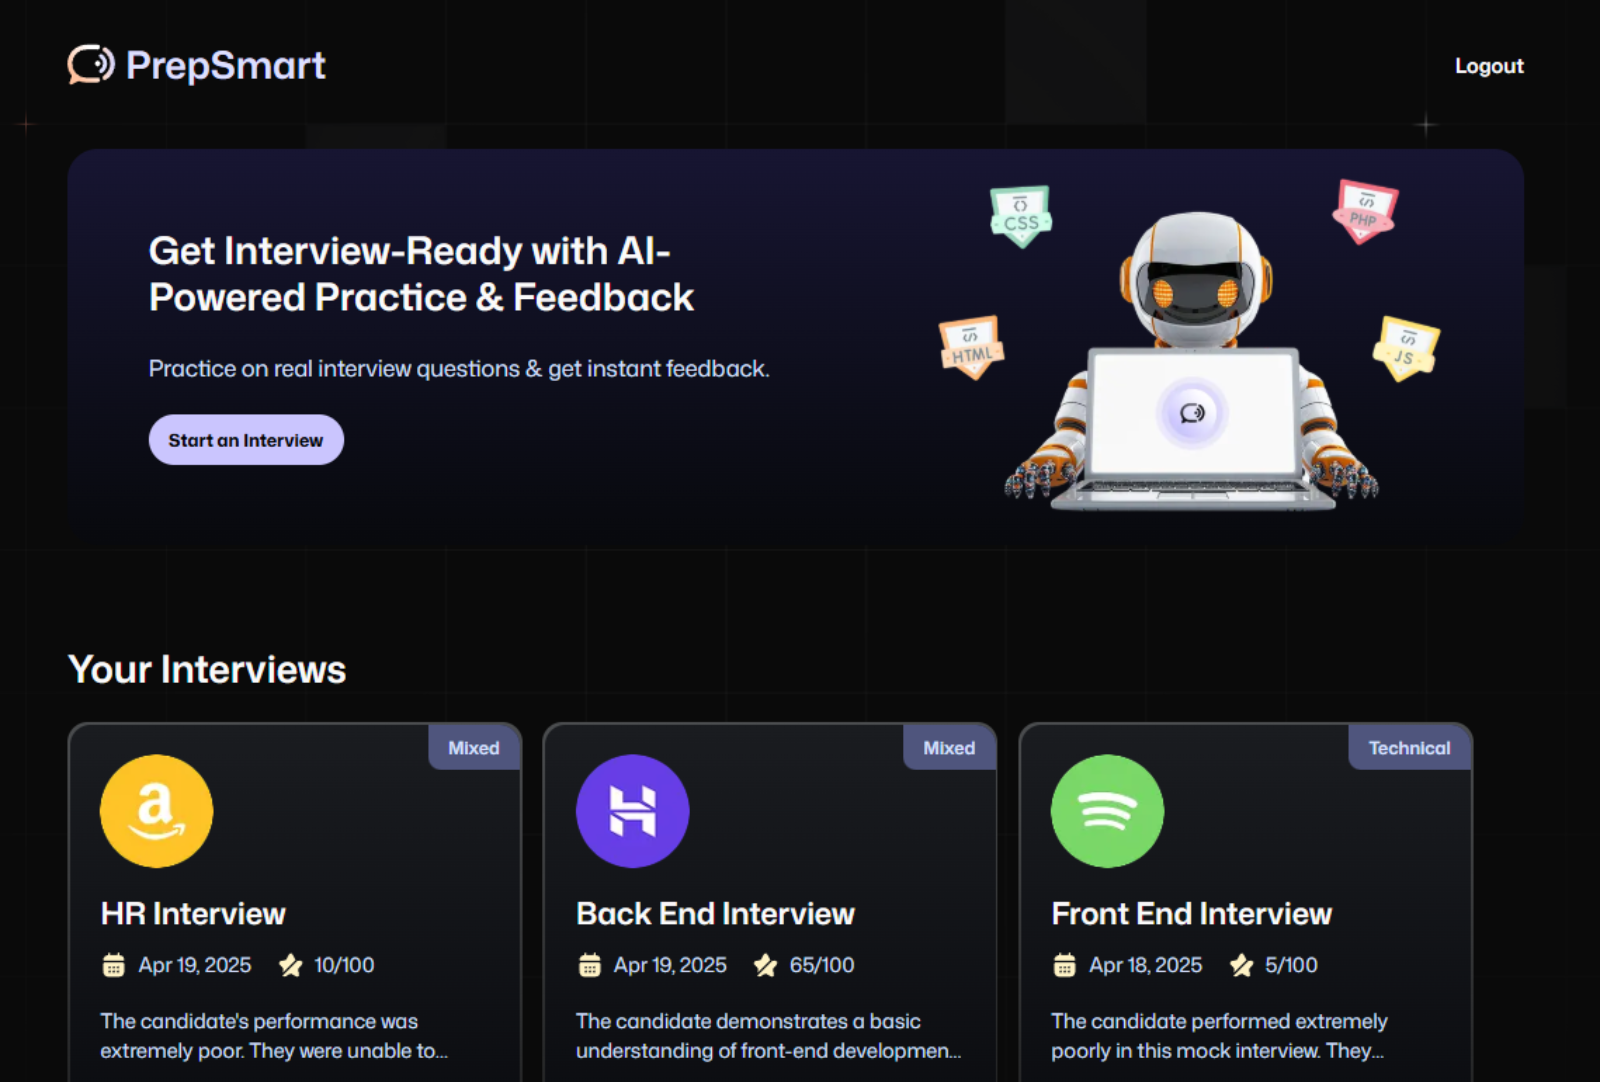 PrepSmart
Logout
Get Interview-Ready with AI-
Powered Practice & Feedback
Practice on real interview questions & get instant feedback.
Start an Interview
CSS
PHP
HTML
JS
Your Interviews
Mixed
a
HR Interview
Apr 19, 2025 10/100
The candidate's performance was
extremely poor. They were unable to...
Mixed
Back End Interview
Apr 19, 2025 65/100
The candidate demonstrates a basic
understanding of front-end developmen...
Technical
Front End Interview
Apr 18, 2025 5/100
The candidate performed extremely
poorly in this mock interview. They...